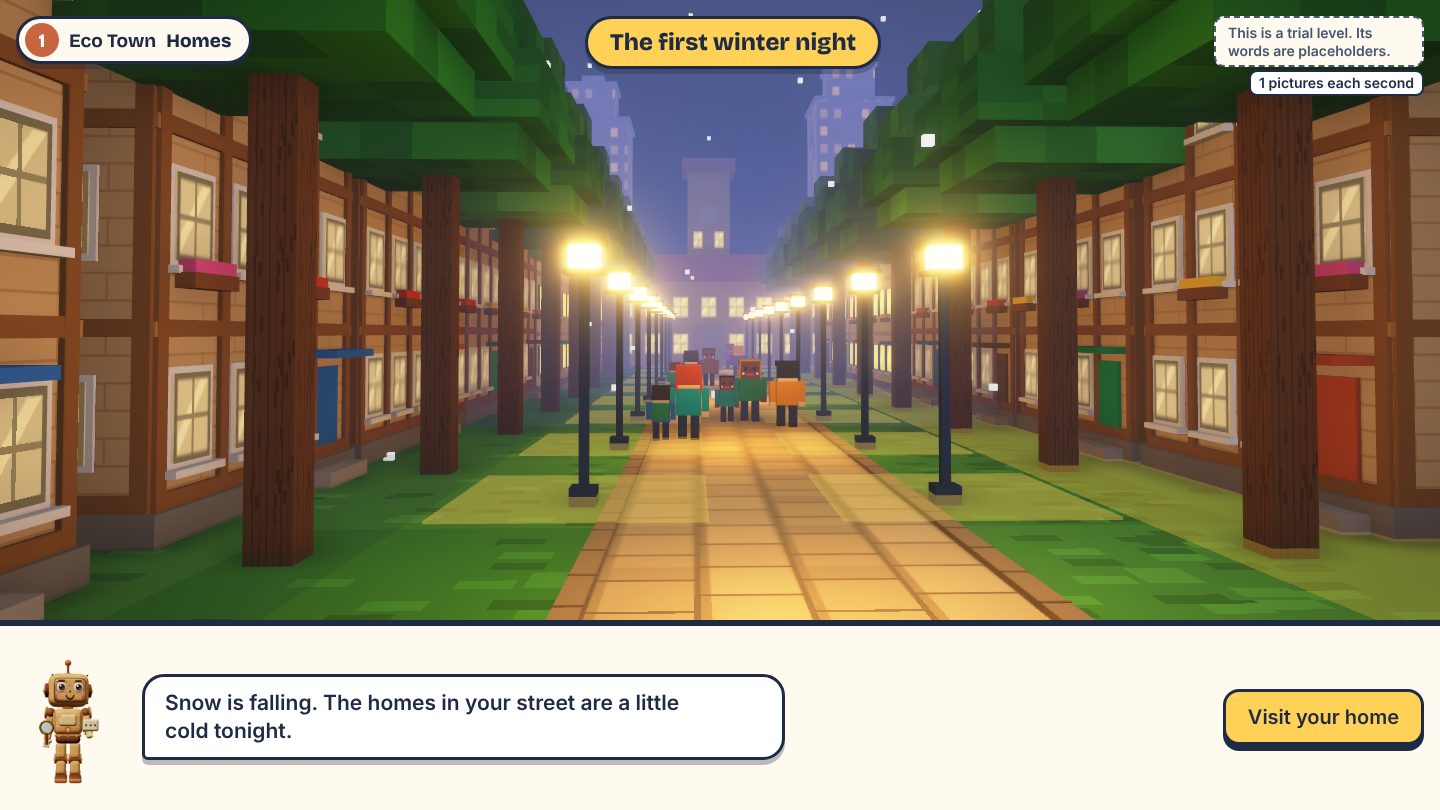 1 Eco Town Homes
The first winter night
This is a trial level. Its
words are placeholders.
1 pictures each second
Snow is falling. The homes in your street are a little
cold tonight.
Visit your home